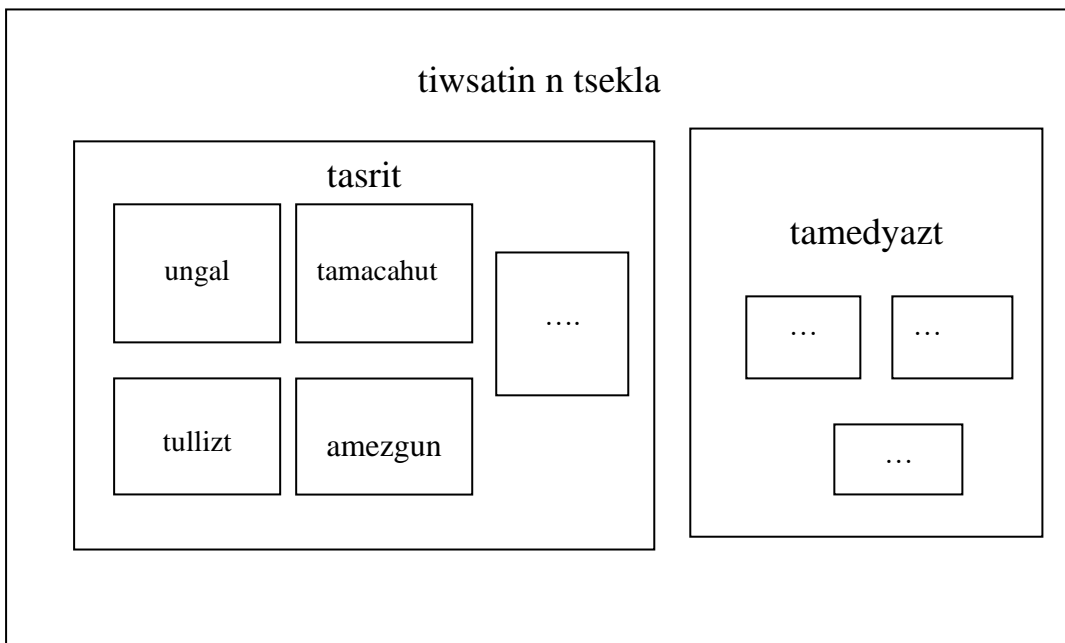 tiwsatin n tsekla
tasrit
ungal
tamacahut
….
tullizt
amezgun
tamedyazt
…
…
…